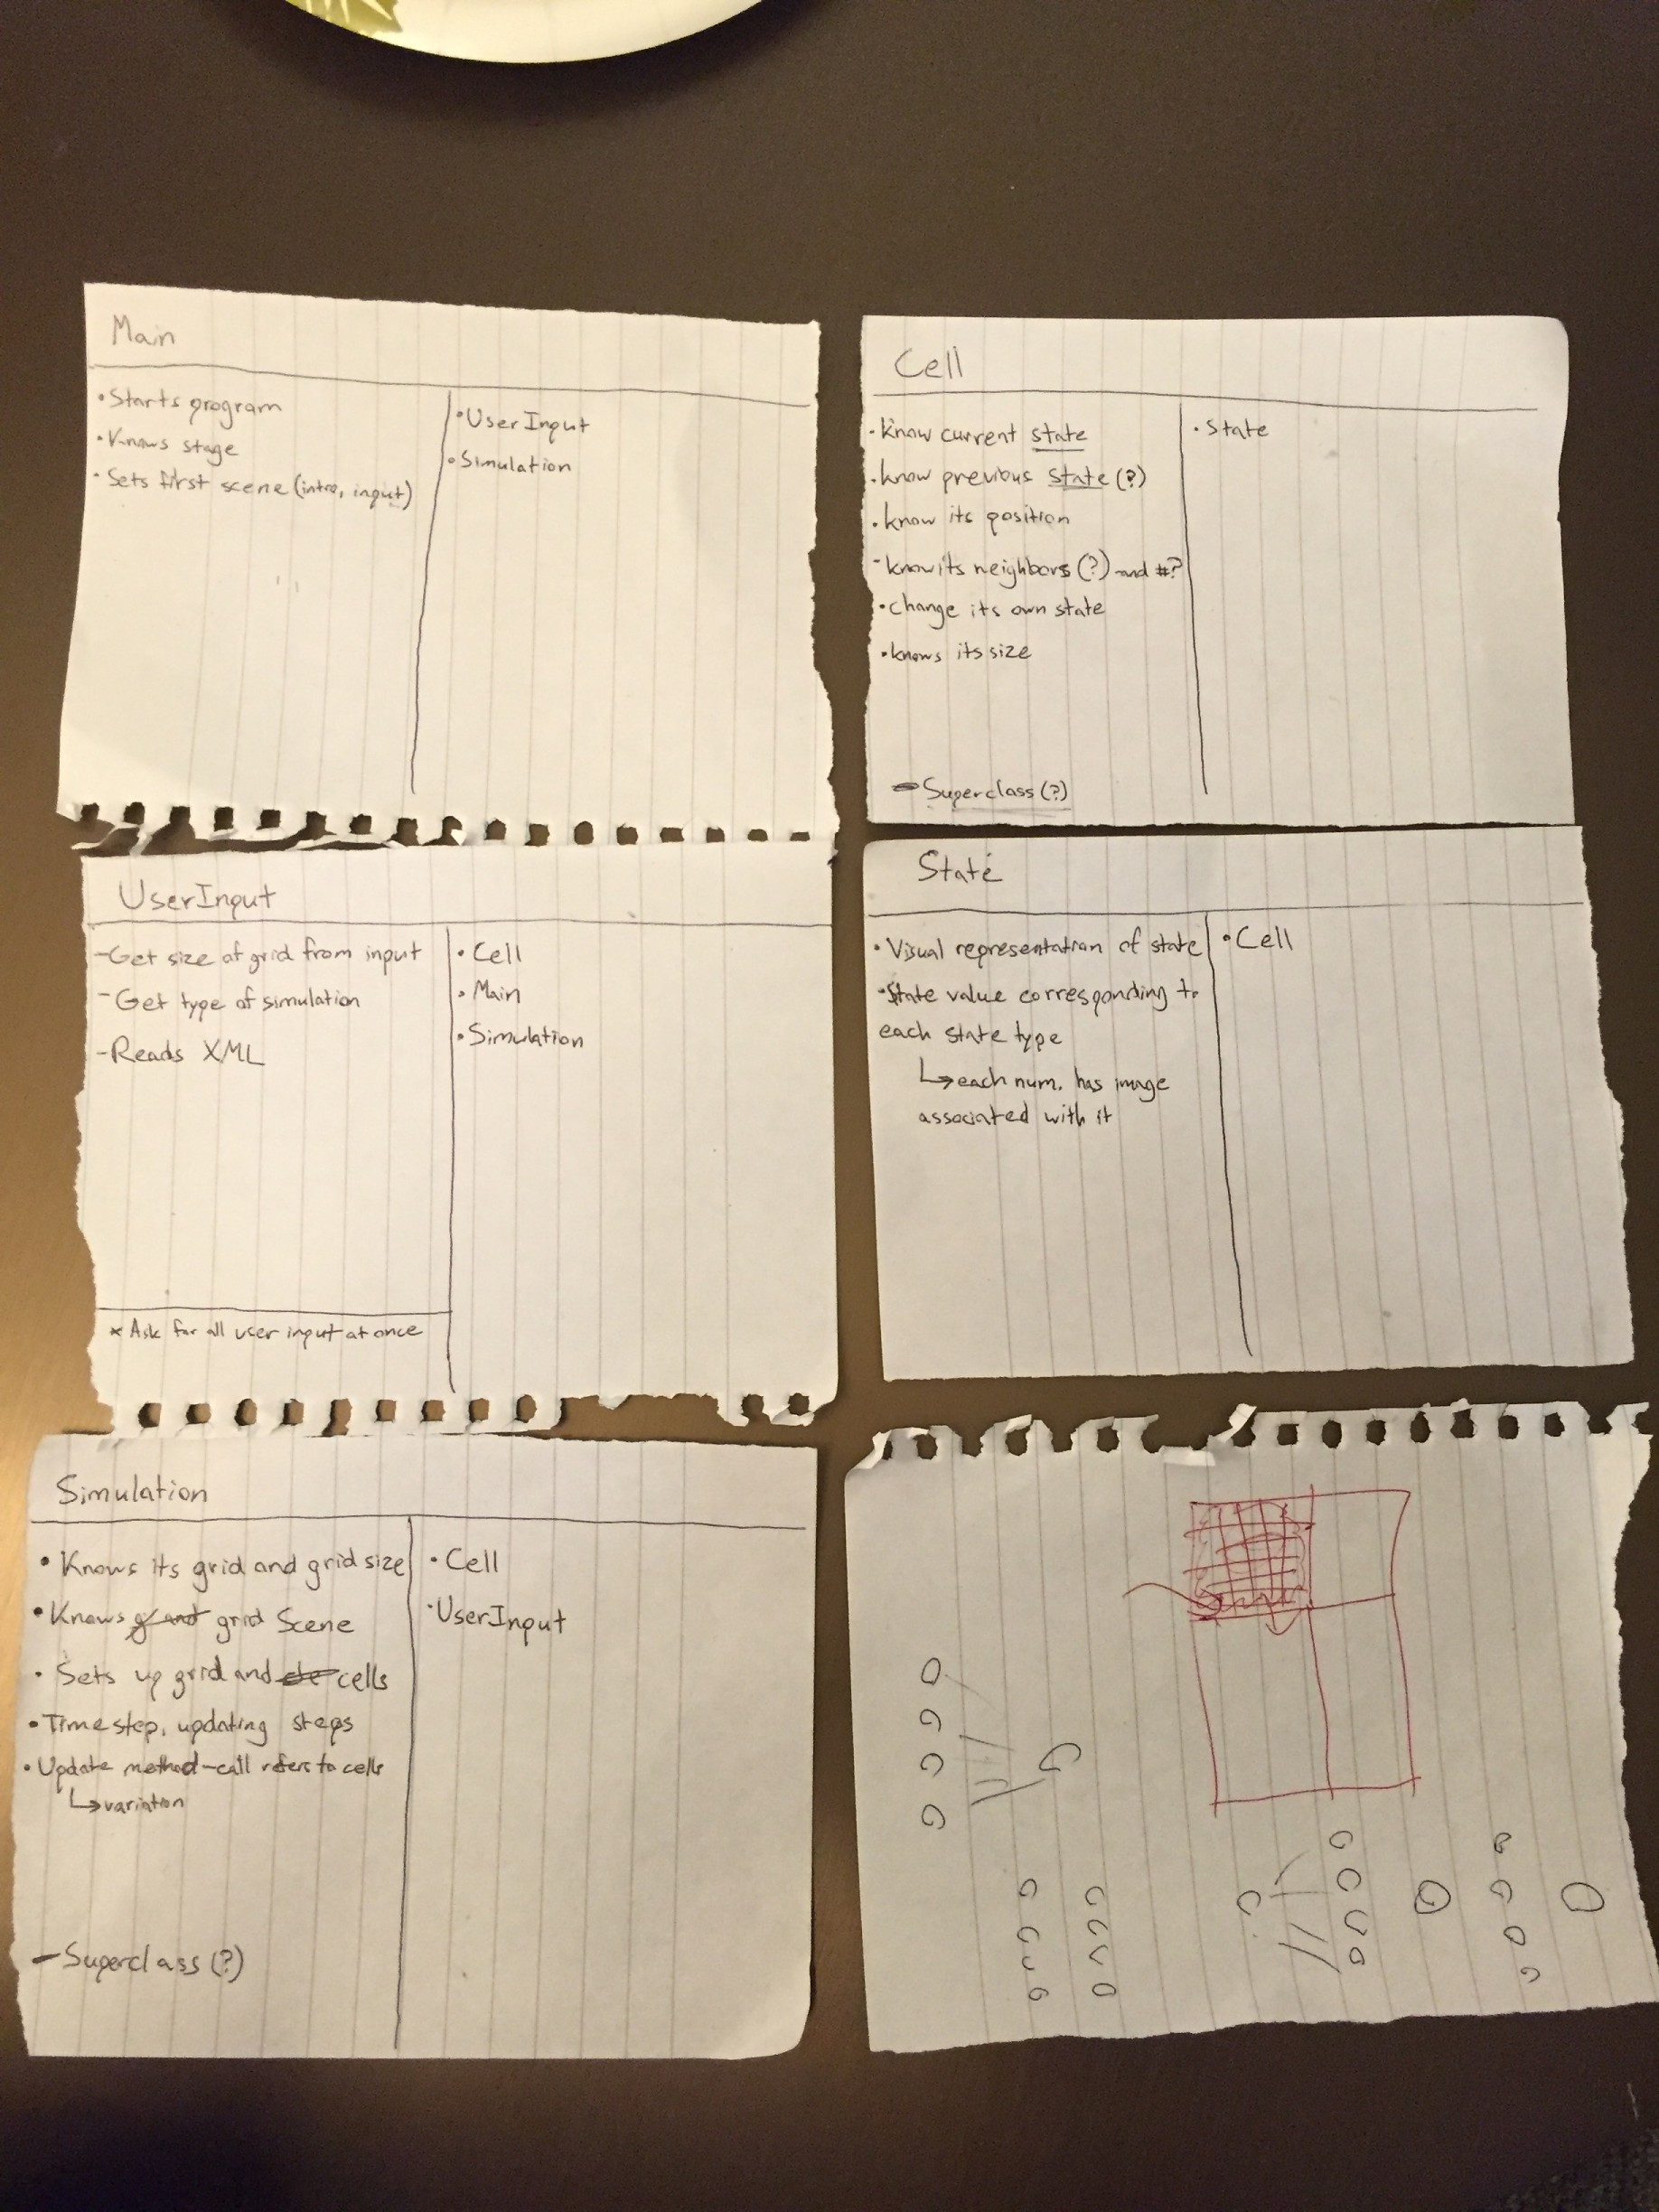 Main
•Starts program
•Knows stage
•Sets first scene (intro, input)
•UserInput
•Simulation
Cell
•know current state
•know previous state (?)
•know its position
-know its neighbors (?) and #?
•change its own state
•knows its size
- Superclass (?)
•State
UserInput
-Get size of grid from input
-Get type of simulation
-Reads XML
* Ask for all user input at once
•Cell
•Main
•Simulation
State
•Visual representation of state
•State value corresponding to
each state type
↳each num. has image
associated with it
•Cell
Simulation
•Knows its grid and grid size
•Knows grid Scene
•Sets up grid and cells
•Time step, updating steps
•Update method-call refers to cells
↳variation
-Superclass (?)
•Cell
•UserInput